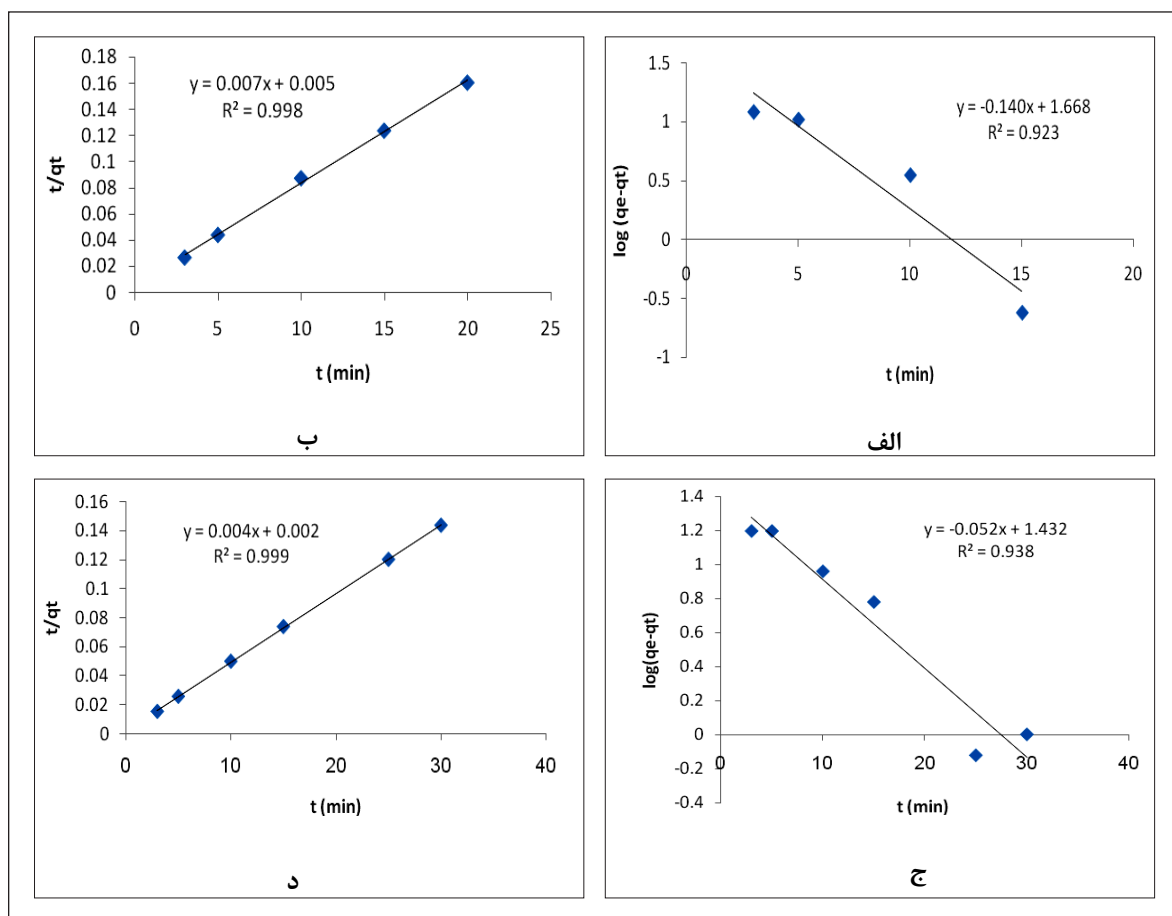 1.5
1
0.5
0
-0.5
-1
0 5 10 15 20
y = -0.140x + 1.668
R² = 0.923
log (qe-qt)
t (min)
الف
0.18
0.16
0.14
0.12
0.1
0.08
0.06
0.04
0.02
0
0 5 10 15 20 25
y = 0.007x + 0.005
R² = 0.998
t/qt
t (min)
ب
1.4
1.2
1
0.8
0.6
0.4
0.2
0
-0.2
-0.4
0 10 20 30 40
y = -0.052x + 1.432
R² = 0.938
log(qe-qt)
t (min)
ج
0.16
0.14
0.12
0.1
0.08
0.06
0.04
0.02
0
0 10 20 30 40
y = 0.004x + 0.002
R² = 0.999
t/qt
t (min)
د